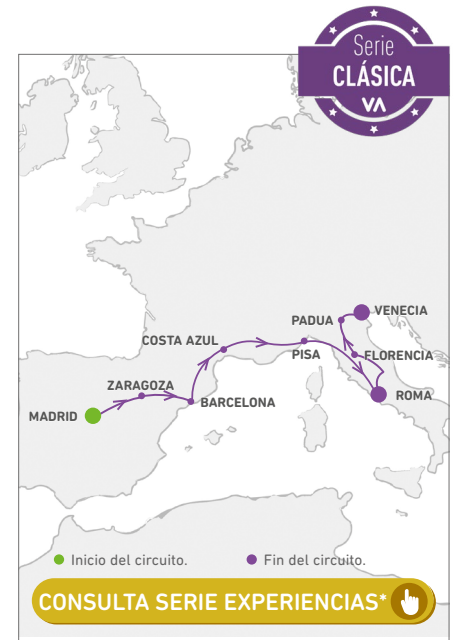 Serie
CLÁSICA
VA
VENECIA
PADUA
COSTA AZUL
PISA
FLORENCIA
ZARAGOZA
ROMA
BARCELONA
MADRID
Inicio del circuito.
Fin del circuito.
CONSULTA SERIE EXPERIENCIAS*